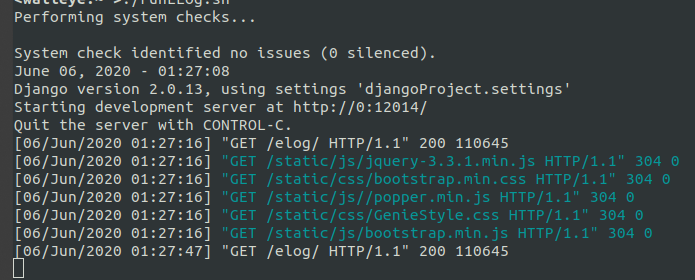 Performing system checks...
System check identified no issues (0 silenced).
June 06, 2020 - 01:27:08
Django version 2.0.13, using settings 'djangoProject.settings'
Starting development server at http://0:12014/
Quit the server with CONTROL-C.
[06/Jun/2020 01:27:16] "GET /elog/ HTTP/1.1" 200 110645
[06/Jun/2020 01:27:16] "GET /static/js/jquery-3.3.1.min.js HTTP/1.1" 304 0
[06/Jun/2020 01:27:16] "GET /static/css/bootstrap.min.css HTTP/1.1" 304 0
[06/Jun/2020 01:27:16] "GET /static/js//popper.min.js HTTP/1.1" 304 0
[06/Jun/2020 01:27:16] "GET /static/css/GenieStyle.css HTTP/1.1" 304 0
[06/Jun/2020 01:27:16] "GET /static/js/bootstrap.min.js HTTP/1.1" 304 0
[06/Jun/2020 01:27:47] "GET /elog/ HTTP/1.1" 200 110645